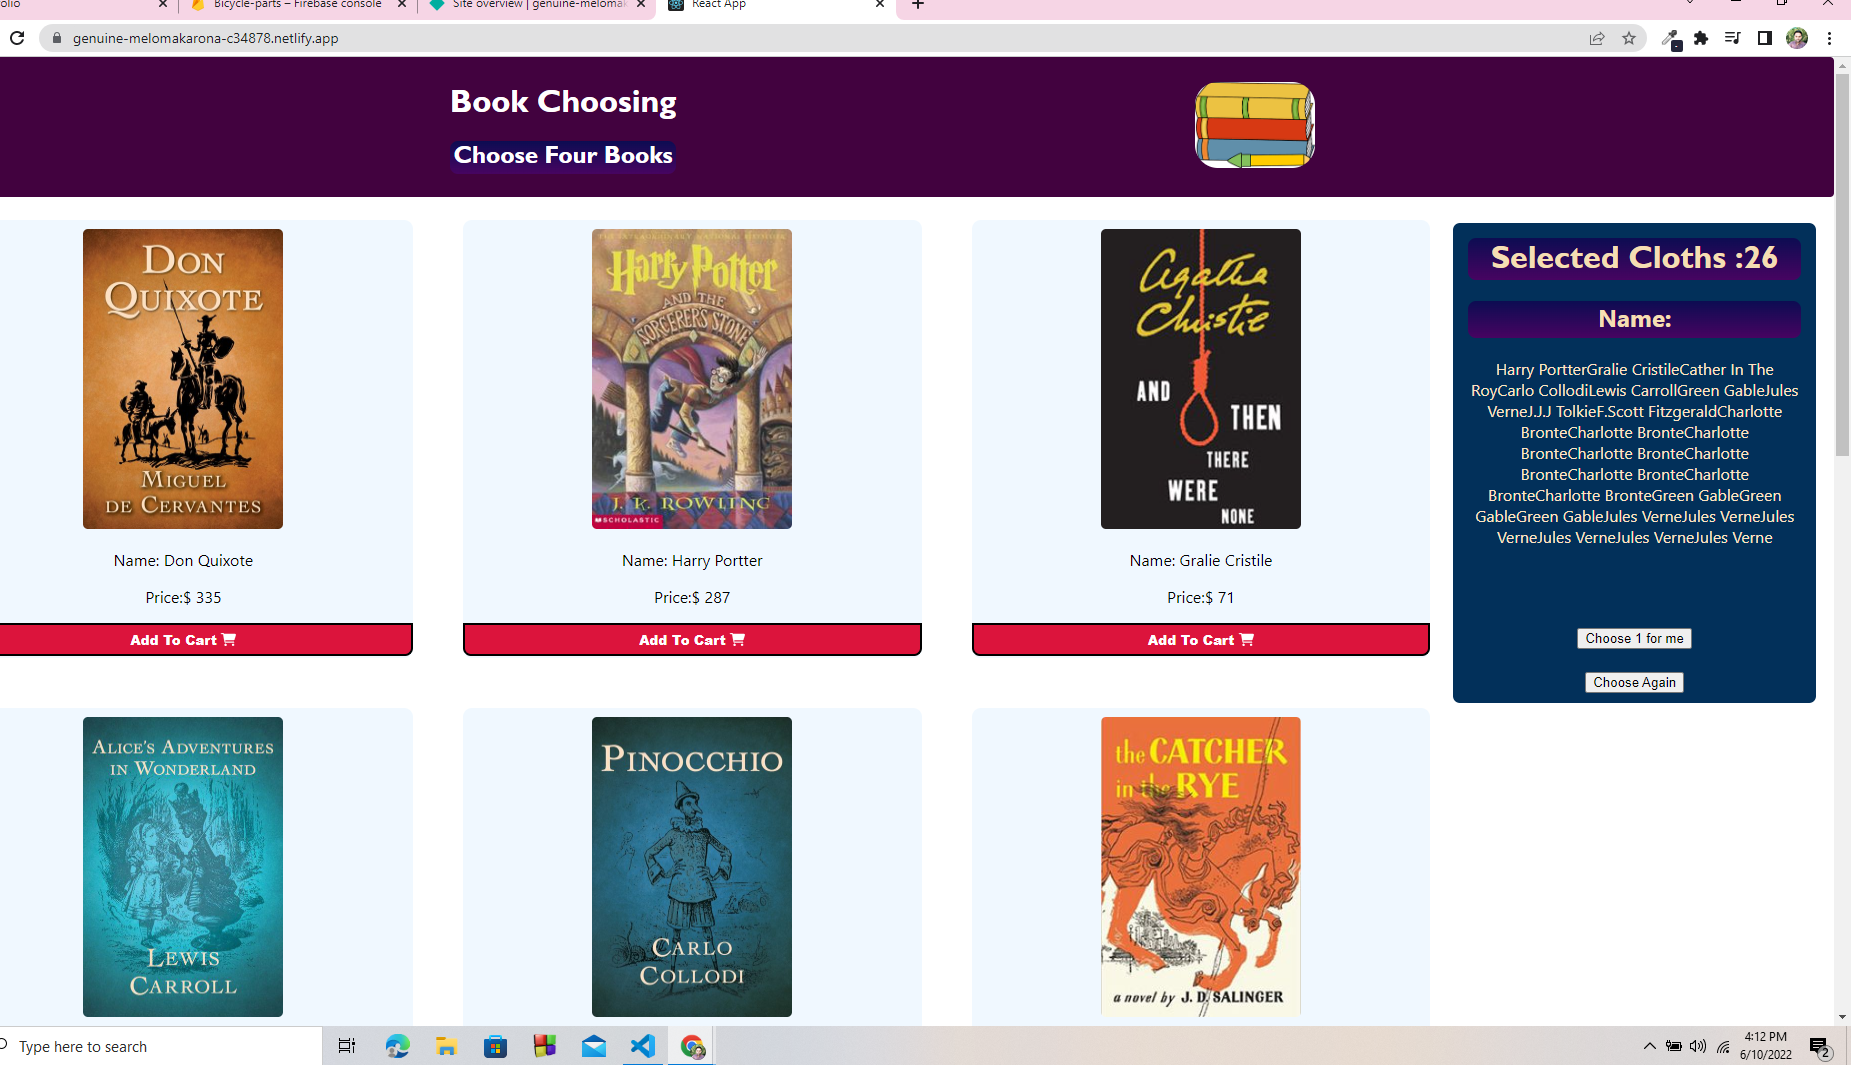 olio
Bicycle-parts – Firebase console
Site overview | genuine-melomak
React App
genuine-melomakarona-c34878.netlify.app
Book Choosing
Choose Four Books
DON
QUIXOTE
MIGUEL
DE CERVANTES
Name: Don Quixote
Price:$ 335
Add To Cart
Harry Potter
AND THE
SORCERER'S STONE
J. K. ROWLING
SCHOLASTIC
Name: Harry Portter
Price:$ 287
Add To Cart
Agatha
Christie
AND
THEN
THERE
WERE
NONE
Name: Gralie Cristile
Price:$ 71
Add To Cart
Selected Cloths :26
Name:
Harry PortterGralie CristileCather In The
RoyCarlo CollodiLewis CarrollGreen GableJules
VerneJ.J.J TolkieF.Scott FitzgeraldCharlotte
BronteCharlotte BronteCharlotte
BronteCharlotte BronteCharlotte
BronteCharlotte BronteCharlotte
BronteCharlotte BronteGreen GableGreen
GableGreen GableJules VerneJules VerneJules
VerneJules VerneJules VerneJules Verne
Choose 1 for me
Choose Again
ALICE'S ADVENTURES
IN WONDERLAND
LEWIS
CARROLL
PINOCCHIO
CARLO
COLLODI
the CATCHER
in the RYE
a novel by J. D. SALINGER
Type here to search
4:12 PM
6/10/2022
2